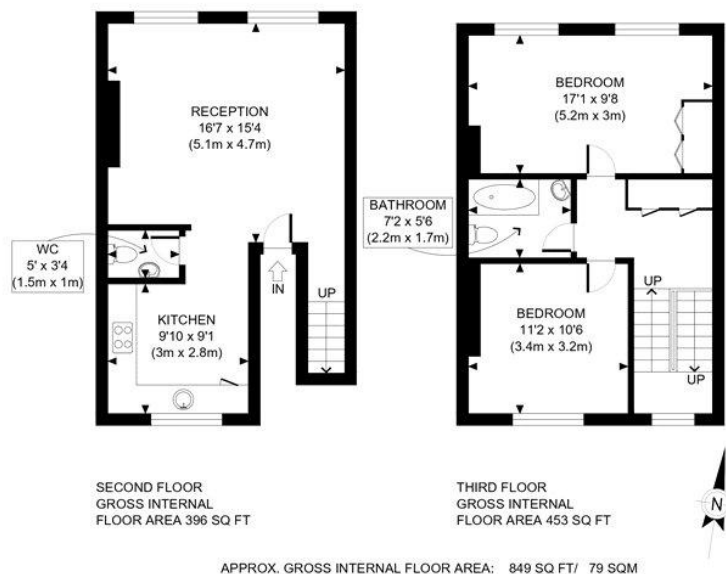 RECEPTION
16'7 x 15'4
(5.1m x 4.7m)
WC
5' x 3'4
(1.5m x 1m)
IN
UP
KITCHEN
9'10 x 9'1
(3m x 2.8m)
BEDROOM
17'1 x 9'8
(5.2m x 3m)
BATHROOM
7'2 x 5'6
(2.2m x 1.7m)
BEDROOM
11'2 x 10'6
(3.4m x 3.2m)
UP
UP
SECOND FLOOR
GROSS INTERNAL
FLOOR AREA 396 SQ FT
THIRD FLOOR
GROSS INTERNAL
FLOOR AREA 453 SQ FT
N
APPROX. GROSS INTERNAL FLOOR AREA: 849 SQ FT/ 79 SQM